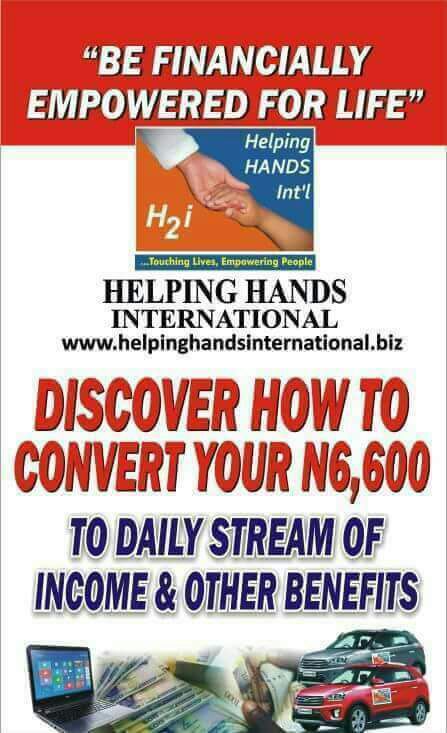 “BE FINANCIALLY
EMPOWERED FOR LIFE”
Helping
HANDS
Int'l
H2i
...Touching Lives, Empowering People
HELPING HANDS
INTERNATIONAL
www.helpinghandsinternational.biz
DISCOVER HOW TO
CONVERT YOUR N6,600
TO DAILY STREAM OF
INCOME & OTHER BENEFITS